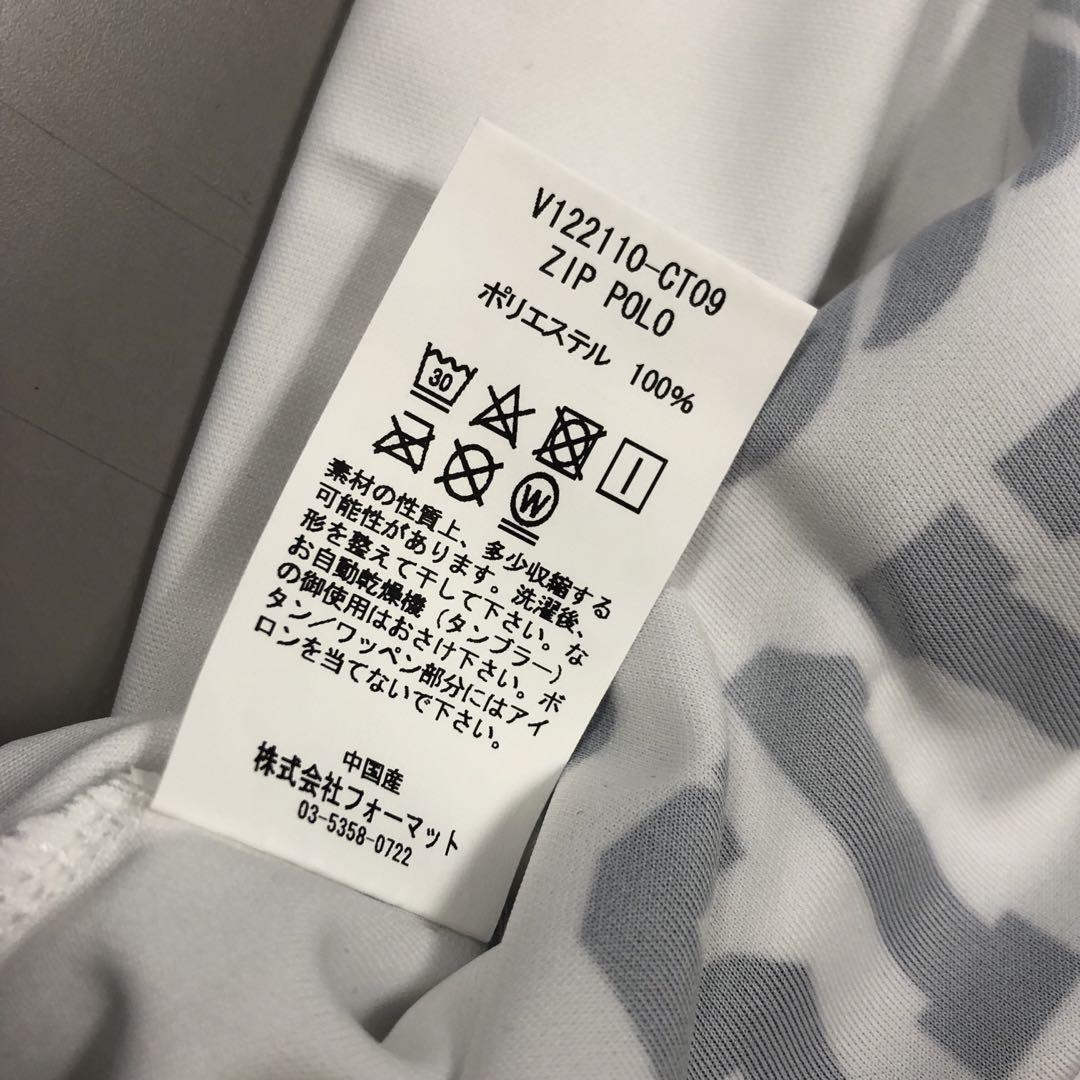 V122110-CT09
ZIP POLO
ポリエステル 100%
30
W
素材の性質上、多少収縮する
可能性があります。洗濯後、
形を整えて干して下さい。な
お自動乾燥機（タンブラー）
の御使用はおさけ下さい。ボ
タン／ワッペン部分にはアイ
ロンを当てないで下さい。
中国産
株式会社フォーマット
03-5358-0722